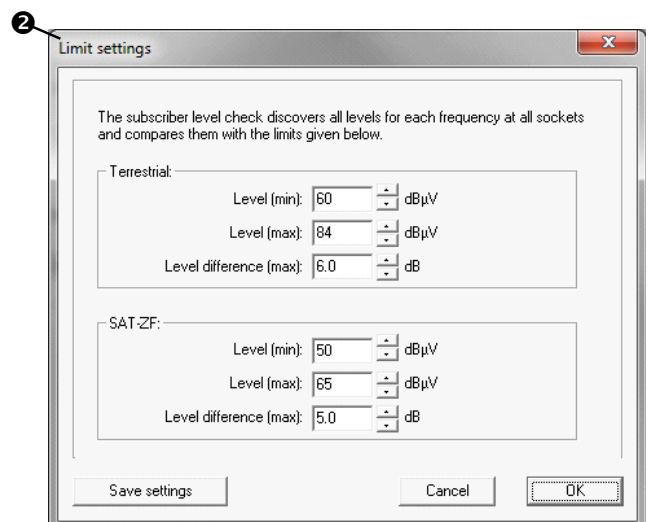 ❷
Limit settings
The subscriber level check discovers all levels for each frequency at all sockets
and compares them with the limits given below.
Terrestrial:
Level (min): 60 dBµV
Level (max): 84 dBµV
Level difference (max): 6.0 dB
SAT-ZF:
Level (min): 50 dBµV
Level (max): 65 dBµV
Level difference (max): 5.0 dB
Save settings Cancel OK